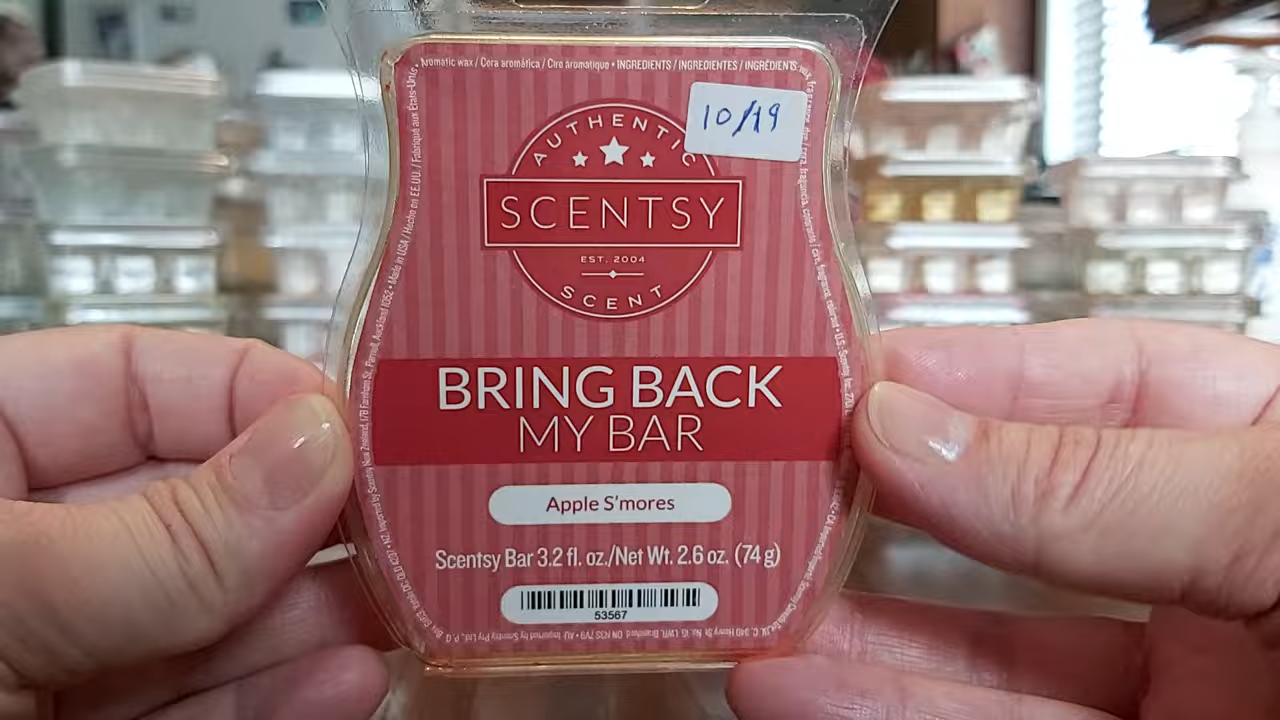 Aromatic wax / Cera aromática / Cire aromatique • INGREDIENTS / INGREDIENTES / INGRÉDIENTS:
10/19
AUTHENTIC
SCENTSY
EST. 2004
SCENT
BRING BACK
MY BAR
Apple S'mores
Scentsy Bar 3.2 fl. oz./Net Wt. 2.6 oz. (74 g)
53567
Made in USA / Hecho en EE.UU. / Fabriqué aux États-Unis •